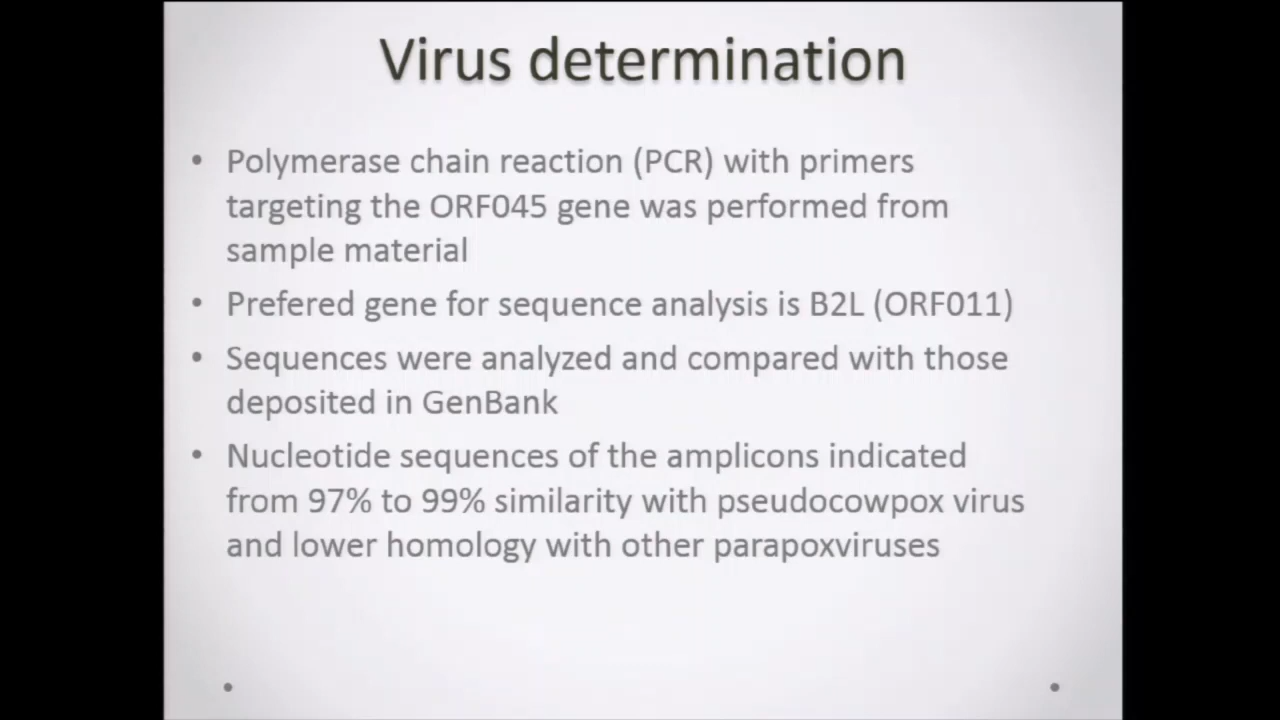 Virus determination
• Polymerase chain reaction (PCR) with primers
targeting the ORF045 gene was performed from
sample material
• Prefered gene for sequence analysis is B2L (ORF011)
• Sequences were analyzed and compared with those
deposited in GenBank
• Nucleotide sequences of the amplicons indicated
from 97% to 99% similarity with pseudocowpox virus
and lower homology with other parapoxviruses